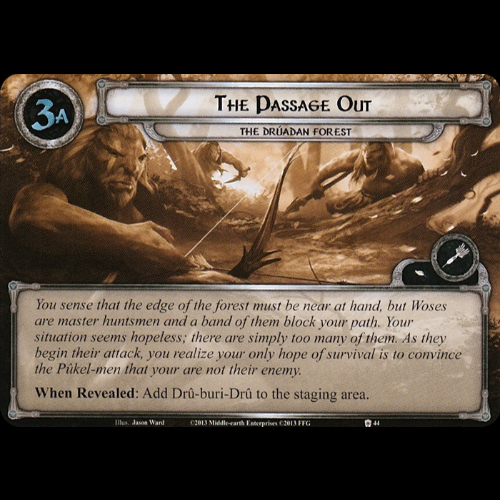 3A
THE PASSAGE OUT
THE DRÚADAN FOREST
You sense that the edge of the forest must be near at hand, but Woses
are master huntsmen and a band of them block your path. Your
situation seems hopeless; there are simply too many of them. As they
begin their attack, you realize your only hope of survival is to convince
the Pûkel-men that your are not their enemy.
When Revealed: Add Drû-buri-Drû to the staging area.
Illus. Jason Ward ©2013 Middle-earth Enterprises ©2013 FFG 44